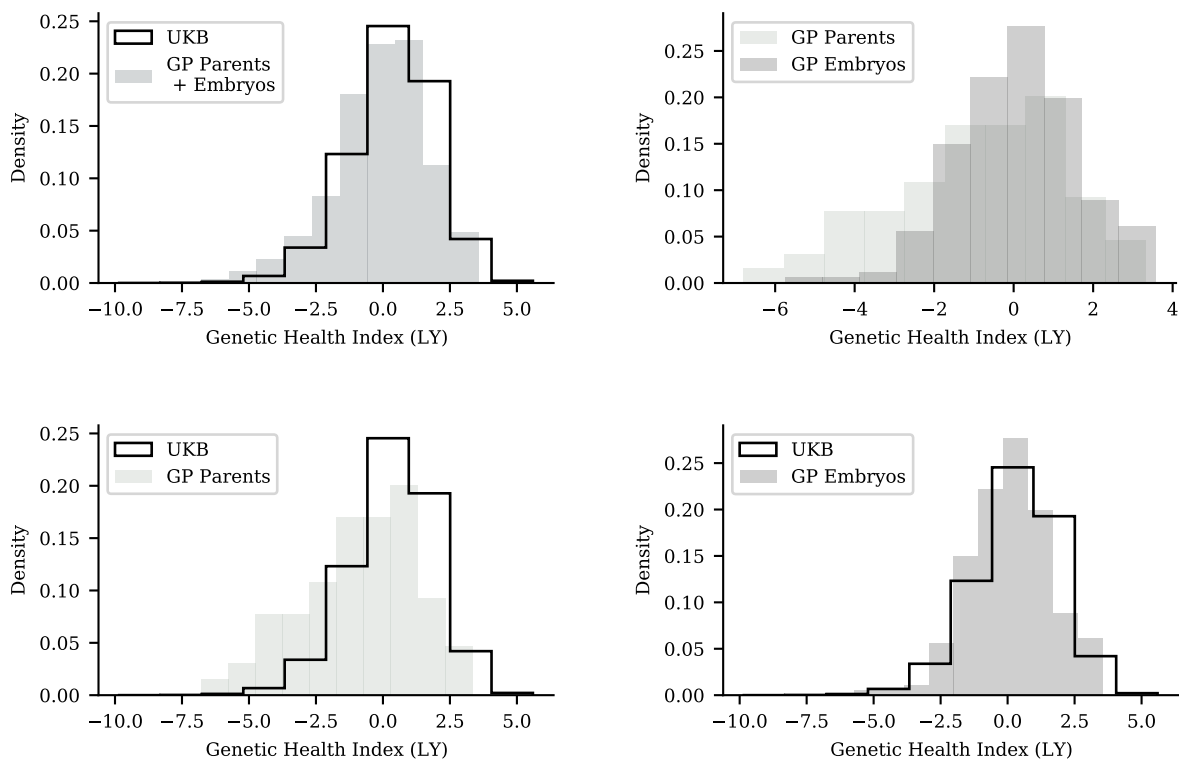 0.25
0.20
0.15
0.10
0.05
0.00
Density
UKB
GP Parents
+ Embryos
−10.0 −7.5 −5.0 −2.5 0.0 2.5 5.0
Genetic Health Index (LY)
0.25
0.20
0.15
0.10
0.05
0.00
Density
GP Parents
GP Embryos
−6 −4 −2 0 2 4
Genetic Health Index (LY)
0.25
0.20
0.15
0.10
0.05
0.00
Density
UKB
GP Parents
−10.0 −7.5 −5.0 −2.5 0.0 2.5 5.0
Genetic Health Index (LY)
0.25
0.20
0.15
0.10
0.05
0.00
Density
UKB
GP Embryos
−10.0 −7.5 −5.0 −2.5 0.0 2.5 5.0
Genetic Health Index (LY)